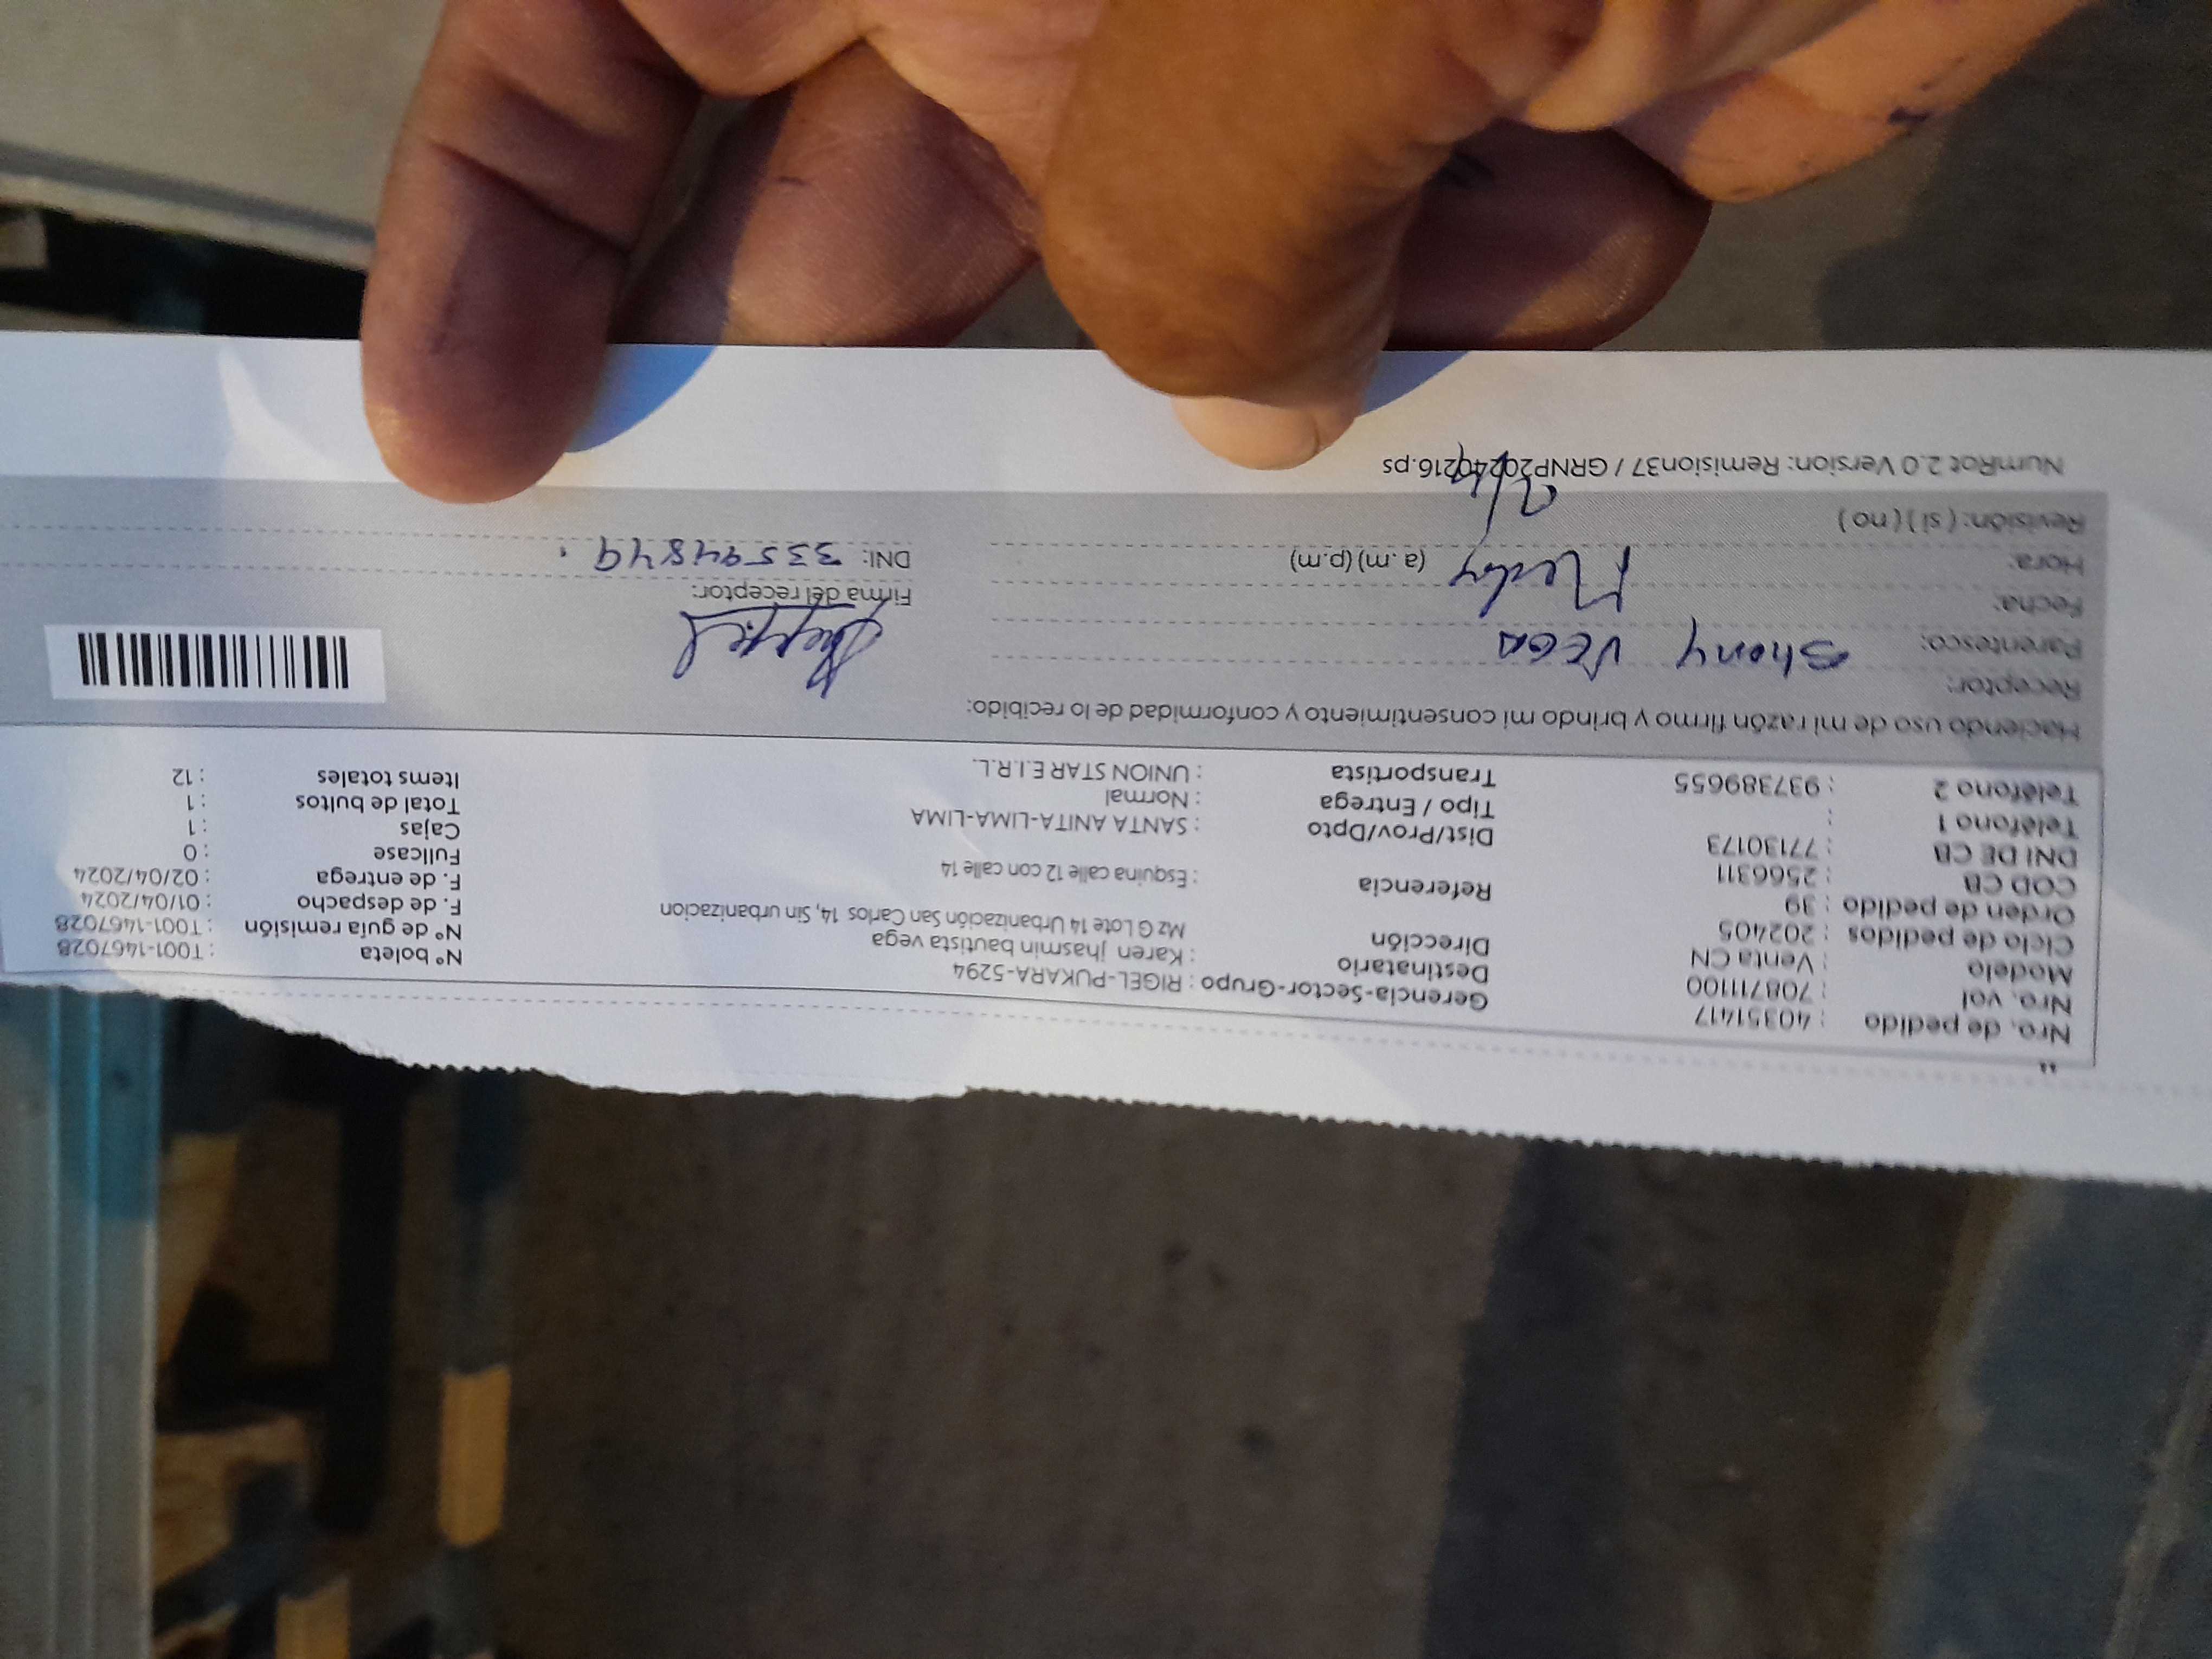 Nro. de pedido : 40351417
Nro. vol : 708711100
Modelo : Venta CN
Ciclo de pedidos : 202405
Orden de pedido : 39
COD CB : 2566311
DNI DE CB : 77130173
Teléfono 1 :
Teléfono 2 : 937389655
Gerencia-Sector-Grupo : RIGEL-PUKARA-5294
Destinatario : Karen jhasmin bautista vega
Dirección Mz G Lote 14 Urbanización San Carlos 14, Sin urbanizacion
Referencia : Esquina calle 12 con calle 14
Dist/Prov/Dpto : SANTA ANITA-LIMA-LIMA
Tipo / Entrega : Normal
Transportista : UNION STAR E.I.R.L.
Nº boleta : T001-1467028
Nº de guía remisión : T001-1467028
F. de despacho : 01/04/2024
F. de entrega : 02/04/2024
Fullcase : 0
Cajas : 1
Total de bultos : 1
Items totales : 12
Haciendo uso de mi razón firmo y brindo mi consentimiento y conformidad de lo recibido:
Receptor:
Parentesco: Shony VEGA
Fecha:
Hora: (a.m) (p.m)
Revisión: ( si ) ( no )
Firma del receptor:
DNI: 33594849
NumRot 2.0 Version: Remision37 / GRNP20240216.ps